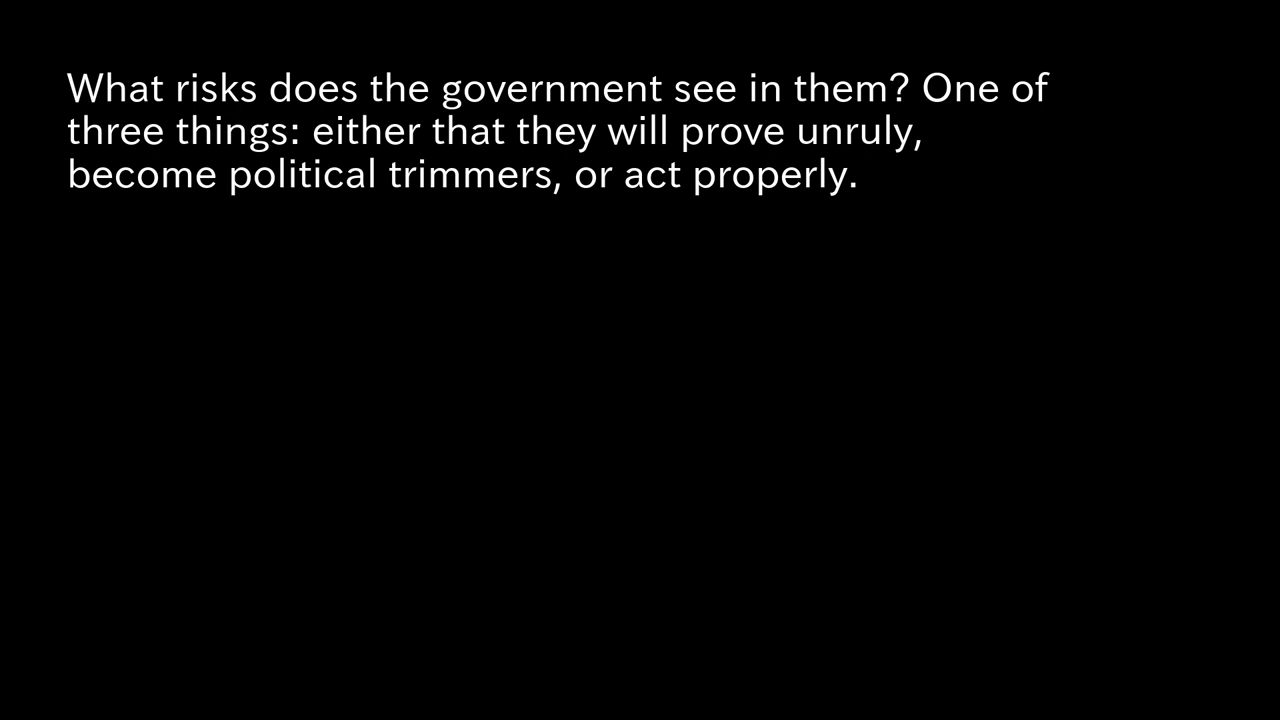 What risks does the government see in them? One of
three things: either that they will prove unruly,
become political trimmers, or act properly.